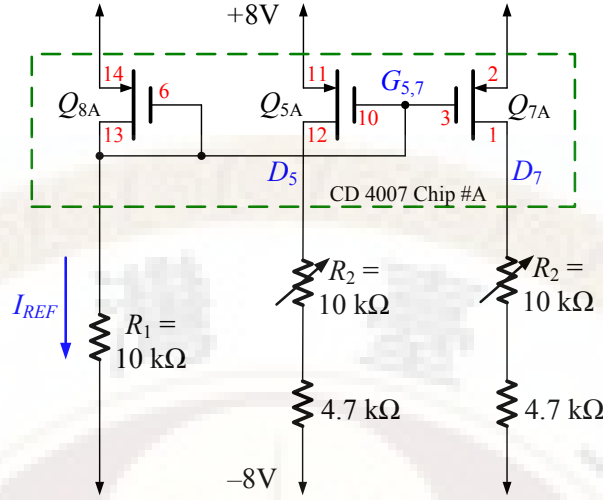 +8V
14
6
Q8A
13
11
Q5A
10
12
G5,7
2
3
Q7A
1
D5
D7
CD 4007 Chip #A
IREF
R1 =
10 kΩ
R2 =
10 kΩ
R2 =
10 kΩ
4.7 kΩ
4.7 kΩ
–8V